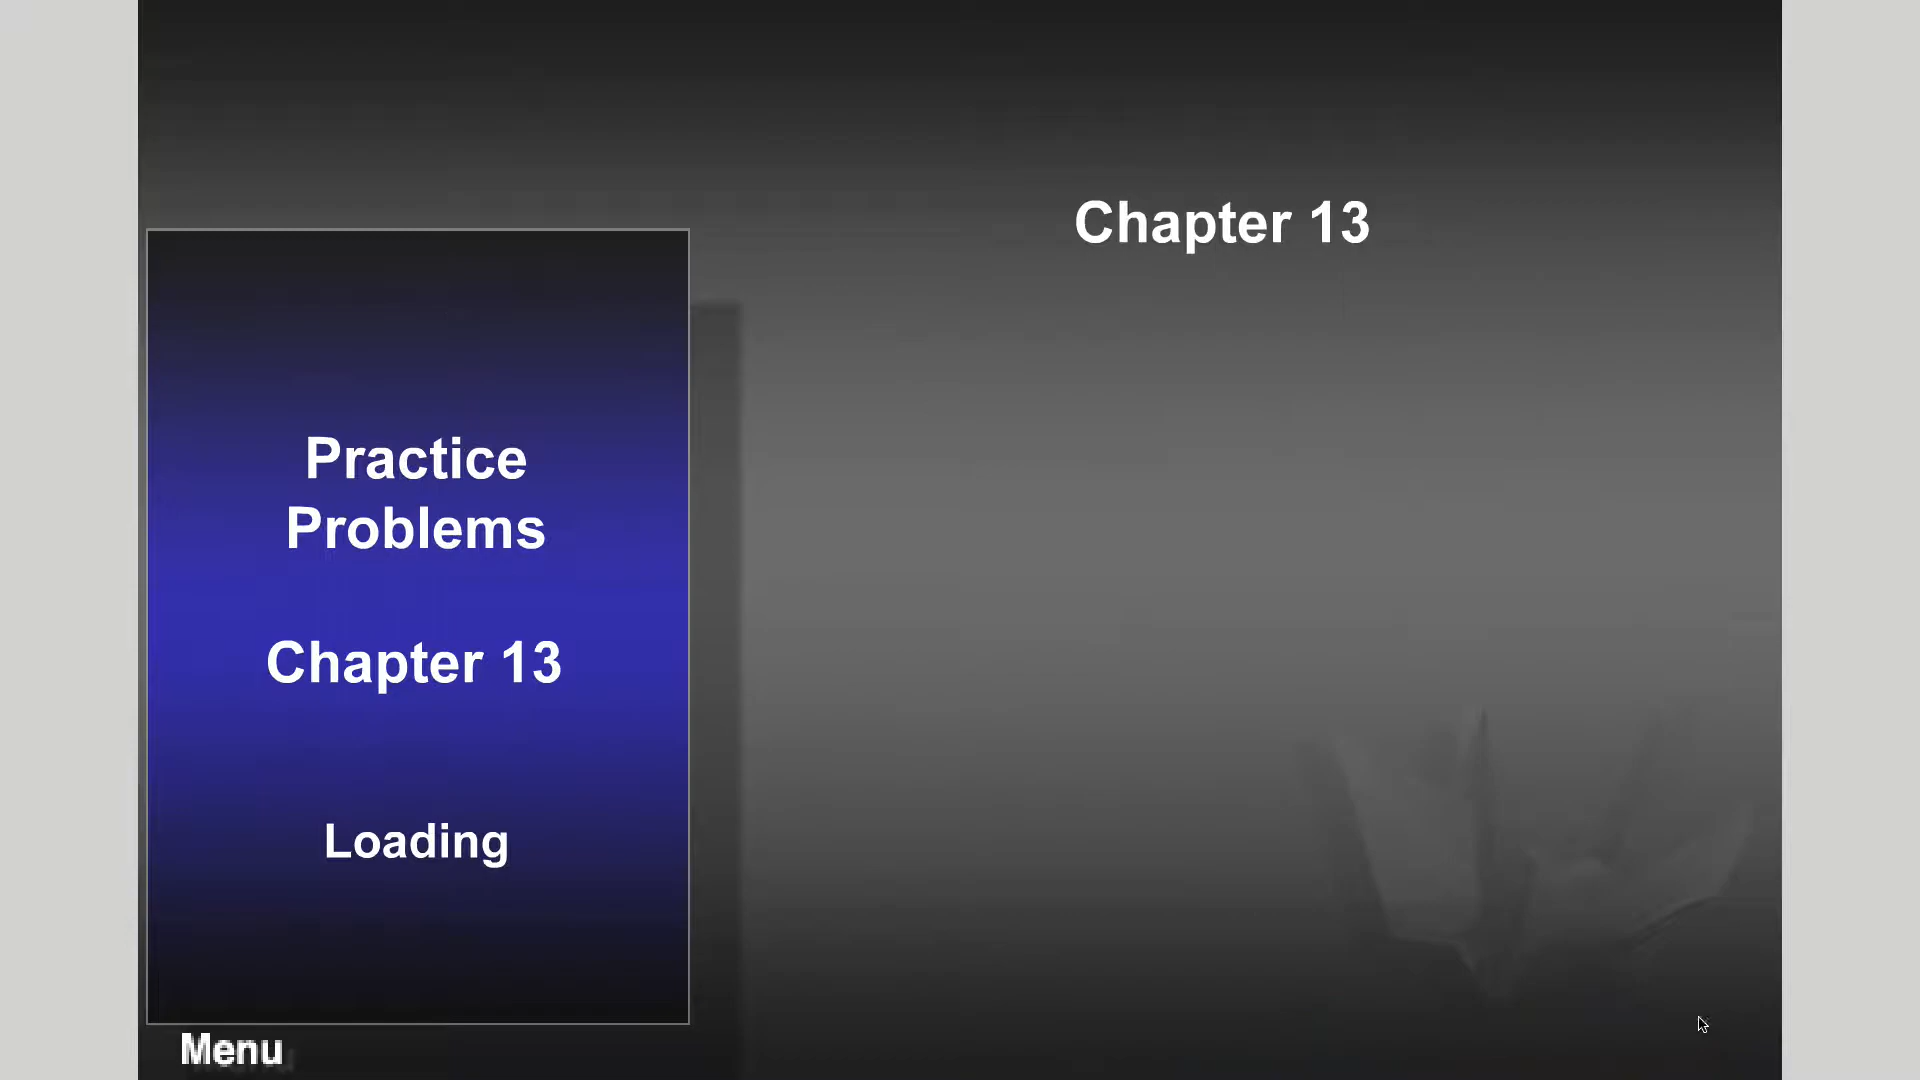 Chapter 13
Practice
Problems
Chapter 13
Loading
Menu